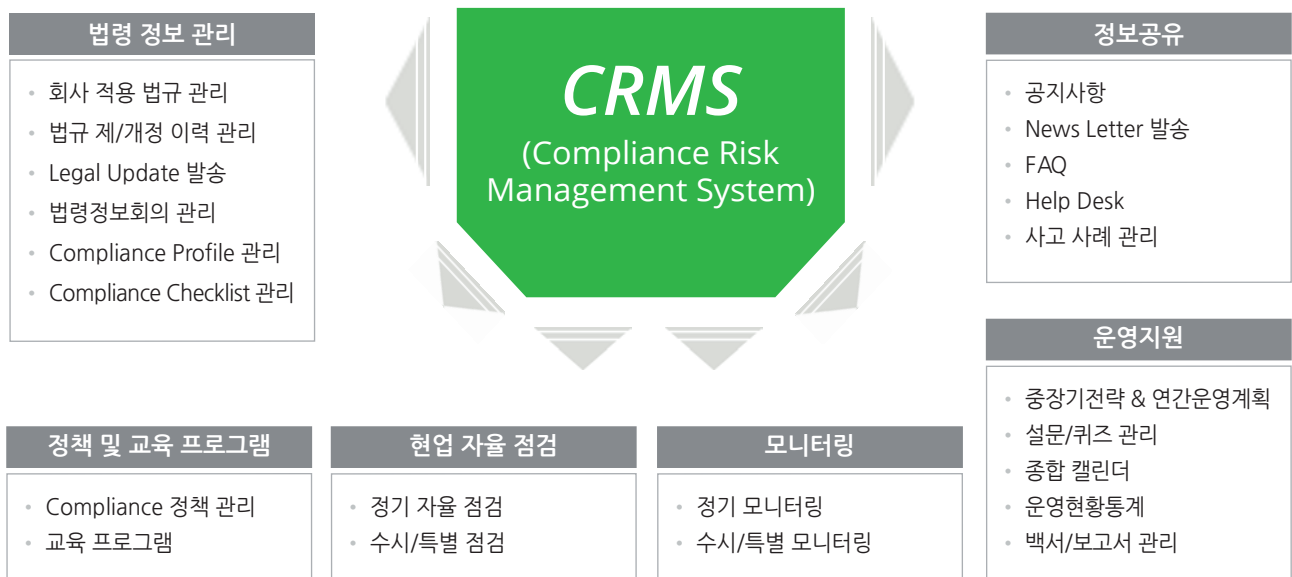 법령 정보 관리
회사 적용 법규 관리
법규 제/개정 이력 관리
Legal Update 발송
법령정보회의 관리
Compliance Profile 관리
Compliance Checklist 관리
CRMS
(Compliance Risk
Management System)
정보공유
공지사항
News Letter 발송
FAQ
Help Desk
사고 사례 관리
정책 및 교육 프로그램
Compliance 정책 관리
교육 프로그램
현업 자율 점검
정기 자율 점검
수시/특별 점검
모니터링
정기 모니터링
수시/특별 모니터링
운영지원
중장기전략 & 연간운영계획
설문/퀴즈 관리
종합 캘린더
운영현황통계
백서/보고서 관리